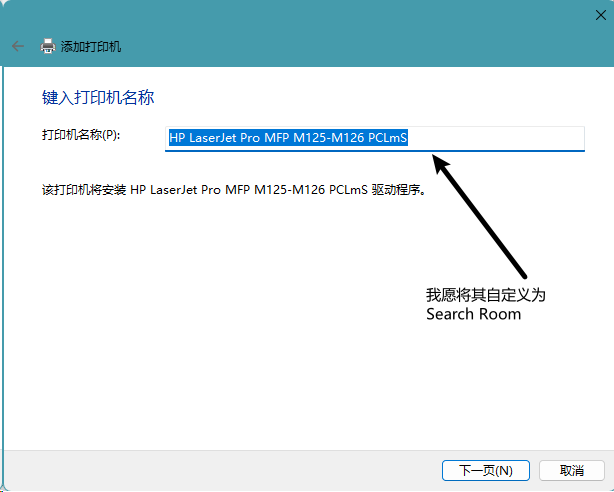 添加打印机
键入打印机名称
打印机名称(P):
HP LaserJet Pro MFP M125-M126 PCLmS
该打印机将安装 HP LaserJet Pro MFP M125-M126 PCLmS 驱动程序。
我愿将其自定义为
Search Room
下一页(N)
取消